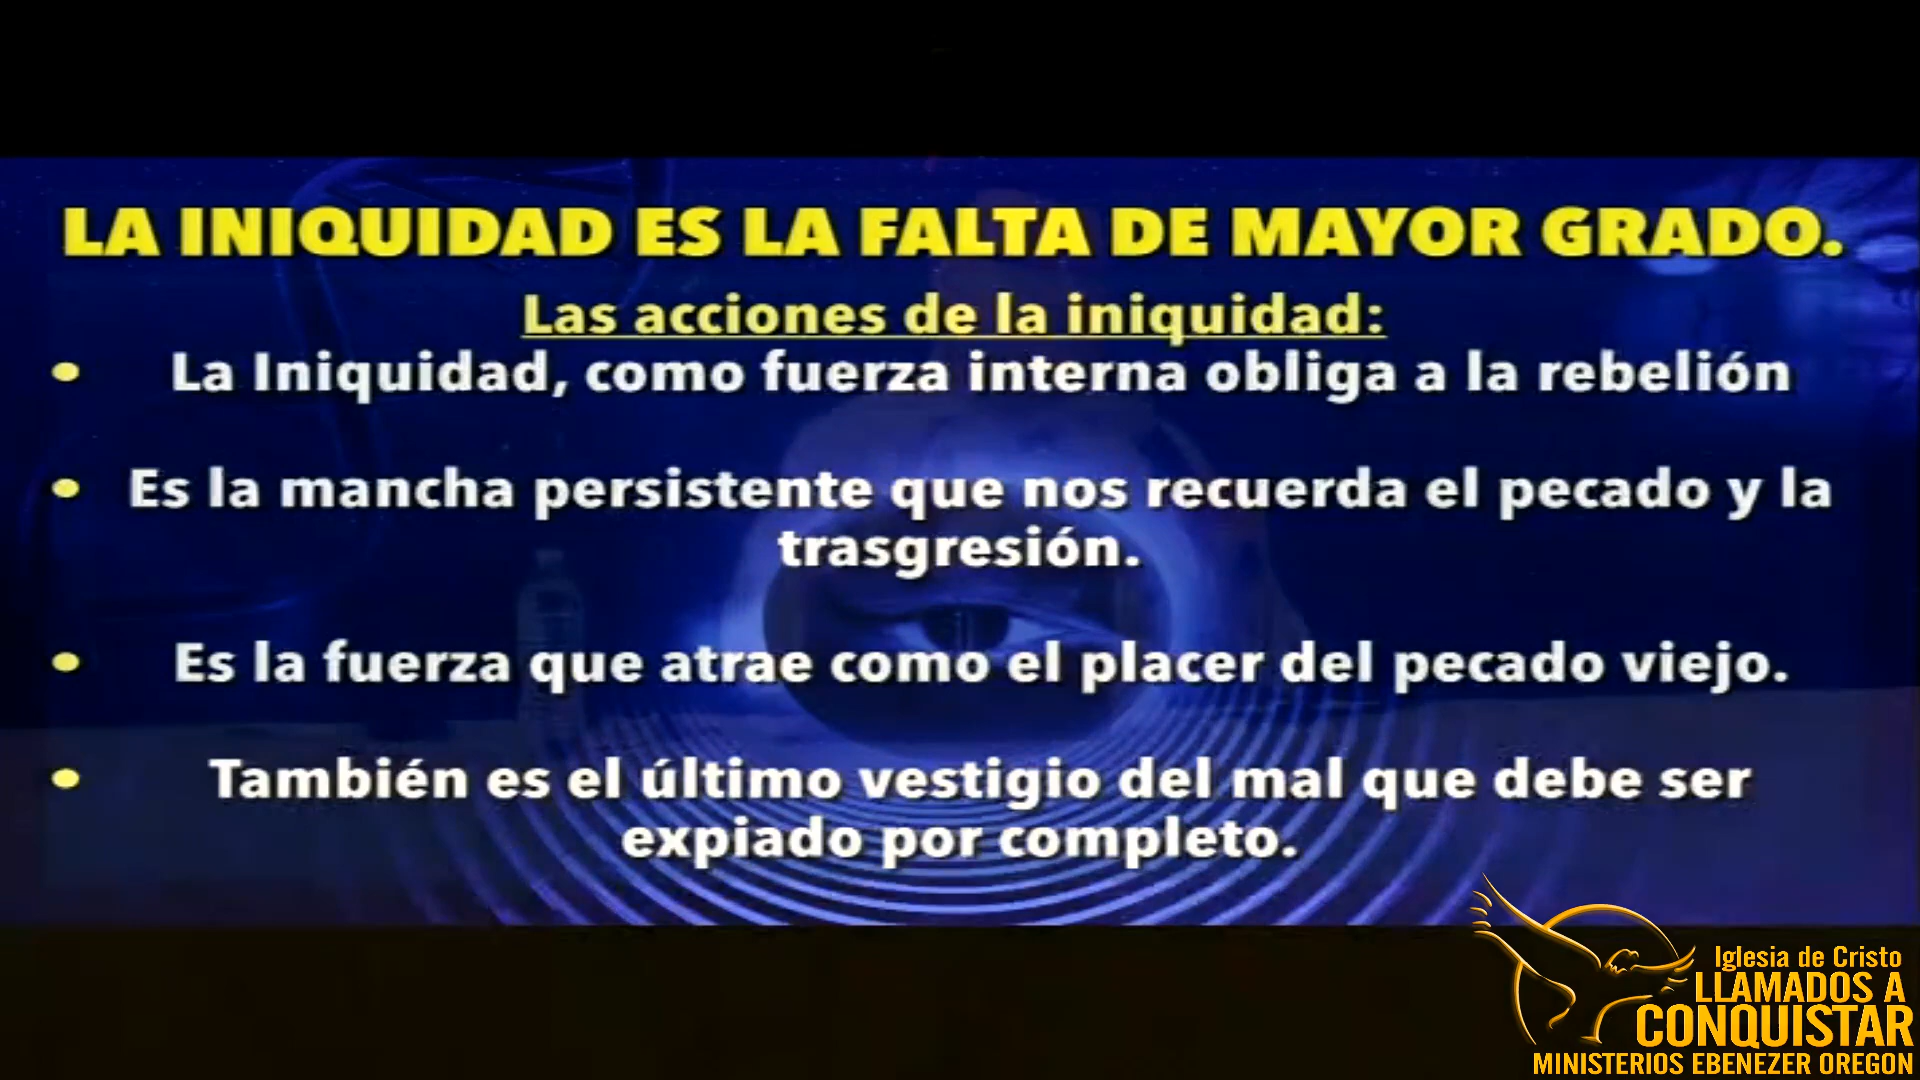 LA INIQUIDAD ES LA FALTA DE MAYOR GRADO.
Las acciones de la iniquidad:
• La Iniquidad, como fuerza interna obliga a la rebelión
• Es la mancha persistente que nos recuerda el pecado y la
trasgresión.
• Es la fuerza que atrae como el placer del pecado viejo.
• También es el último vestigio del mal que debe ser
expiado por completo.
Iglesia de Cristo
LLAMADOS A
CONQUISTAR
MINISTERIOS EBENEZER OREGON